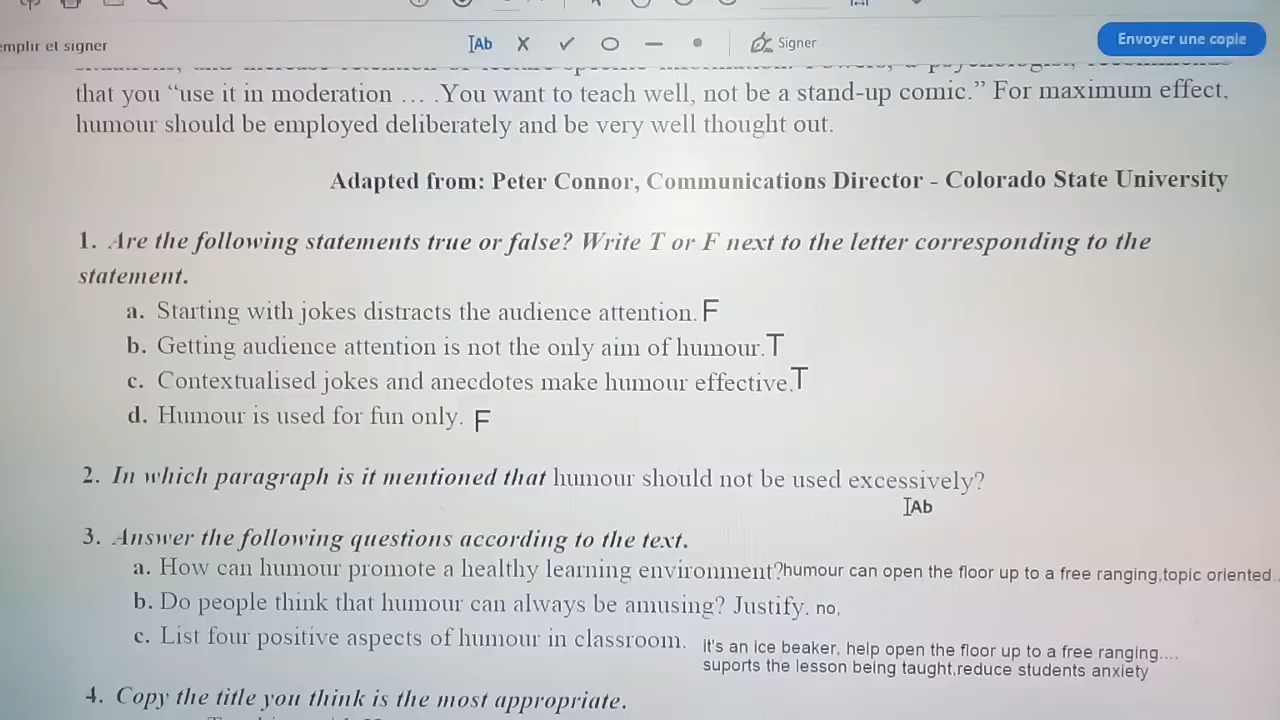 emplir et signer
Ab
Signer
Envoyer une copie
that you “use it in moderation ... .You want to teach well, not be a stand-up comic.” For maximum effect,
humour should be employed deliberately and be very well thought out.
Adapted from: Peter Connor, Communications Director - Colorado State University
1. Are the following statements true or false? Write T or F next to the letter corresponding to the
statement.
a. Starting with jokes distracts the audience attention. F
b. Getting audience attention is not the only aim of humour. T
c. Contextualised jokes and anecdotes make humour effective. T
d. Humour is used for fun only. F
2. In which paragraph is it mentioned that humour should not be used excessively?
Ab
3. Answer the following questions according to the text.
a. How can humour promote a healthy learning environment?humour can open the floor up to a free ranging,topic oriented..
b. Do people think that humour can always be amusing? Justify. no,
c. List four positive aspects of humour in classroom. it's an ice beaker, help open the floor up to a free ranging....
suports the lesson being taught,reduce students anxiety
4. Copy the title you think is the most appropriate.